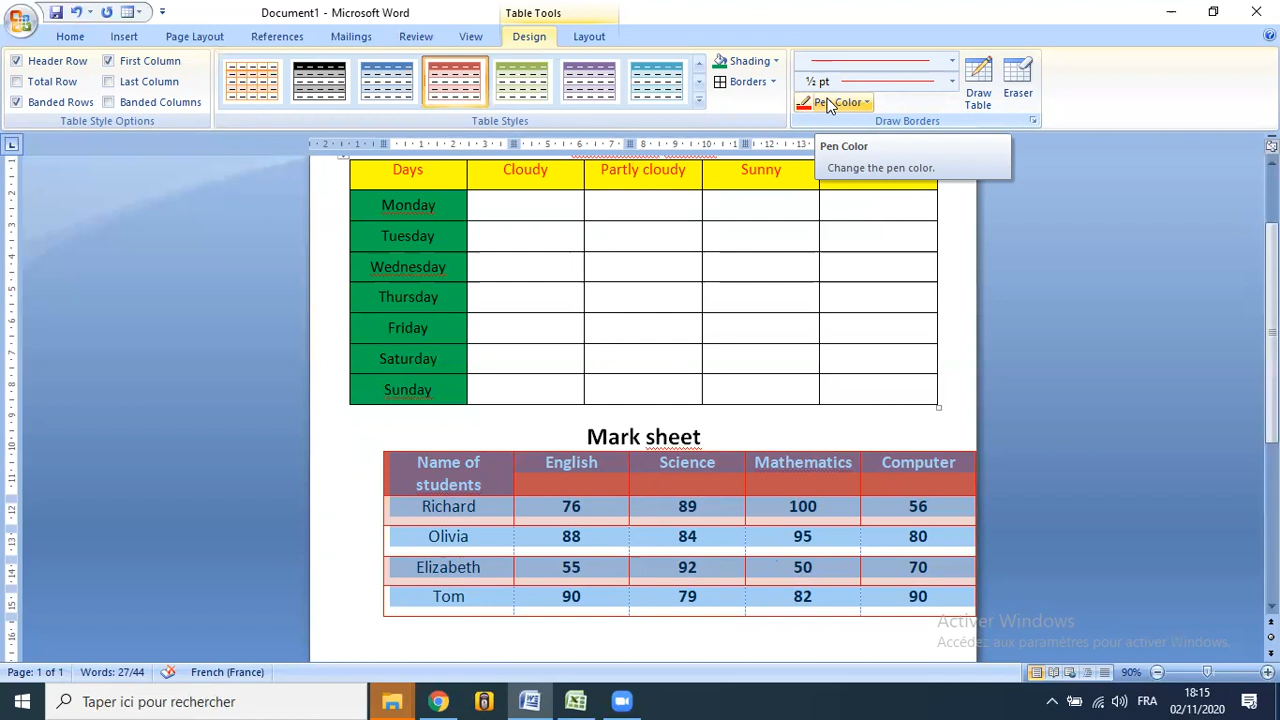 Document1 - Microsoft Word
Table Tools
Home Insert Page Layout References Mailings Review View Design Layout
Header Row First Column
Total Row Last Column
Banded Rows Banded Columns
Table Style Options
Shading
Borders
Table Styles
½ pt
Pen Color
Draw Table
Eraser
Draw Borders
Pen Color
Change the pen color.
Days Cloudy Partly cloudy Sunny
Monday
Tuesday
Wednesday
Thursday
Friday
Saturday
Sunday
Mark sheet
Name of students English Science Mathematics Computer
Richard 76 89 100 56
Olivia 88 84 95 80
Elizabeth 55 92 50 70
Tom 90 79 82 90
Activer Windows
Accédez aux paramètres pour activer Windows.
Page: 1 of 1 Words: 27/44 French (France) 90%
Taper ici pour rechercher
FRA
18:15
02/11/2020